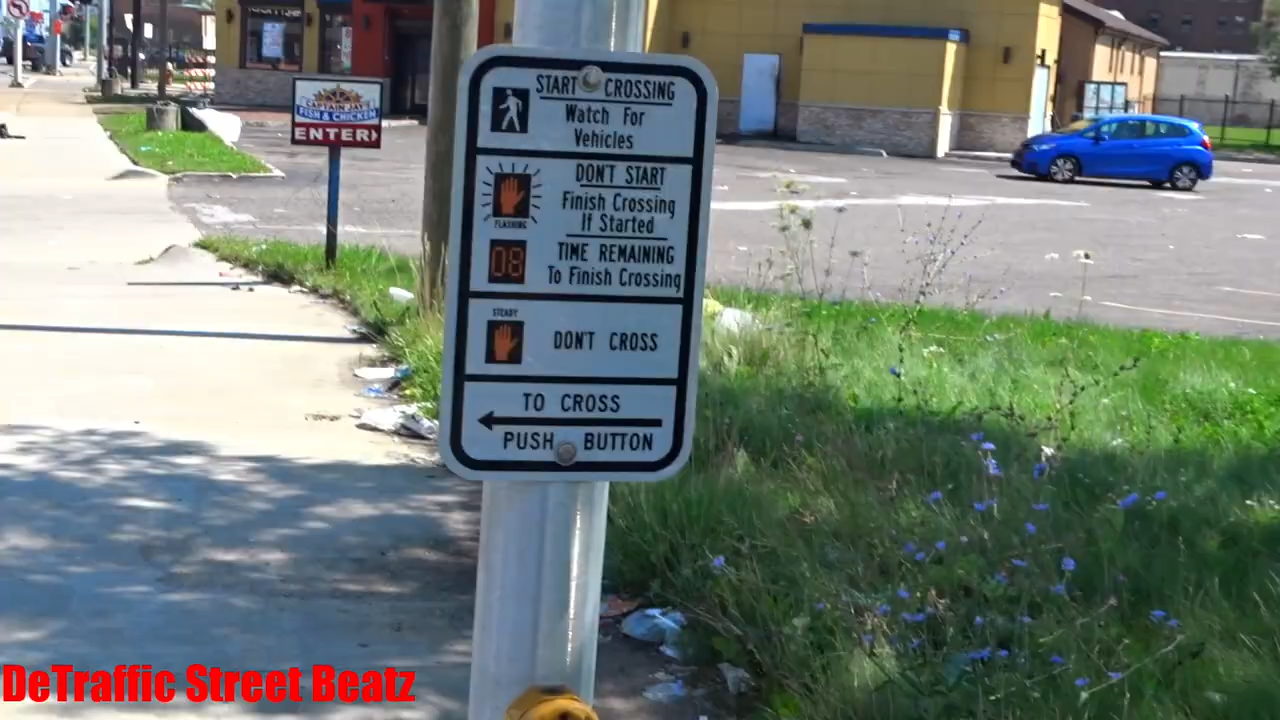 CAPTAIN JAY'S
FISH & CHICKEN
ENTER
START CROSSING
Watch For
Vehicles
DON'T START
Finish Crossing
If Started
FLASHING
TIME REMAINING
08
To Finish Crossing
STEADY
DON'T CROSS
TO CROSS
PUSH BUTTON
DeTraffic Street Beatz